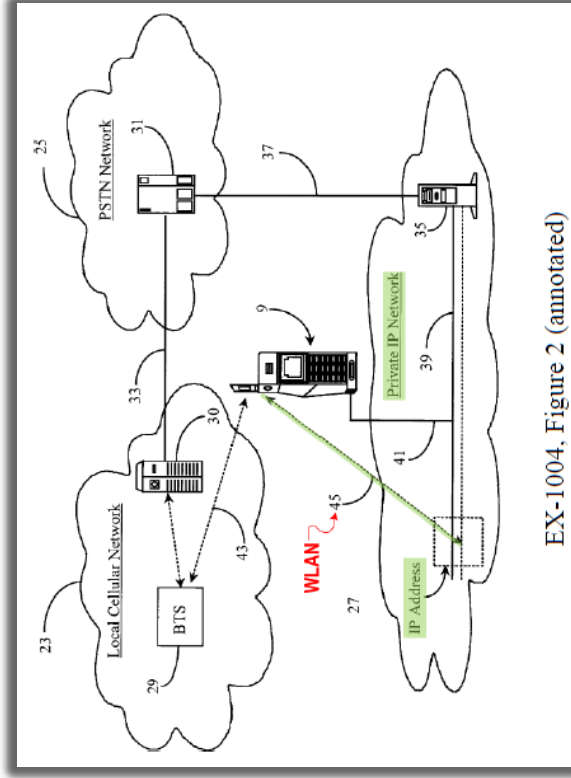 23
Local Cellular Network
29
BTS
43
30
33
25
PSTN Network
31
37
9
WLAN
45
27
IP Address
41
Private IP Network
39
35
EX-1004, Figure 2 (annotated)